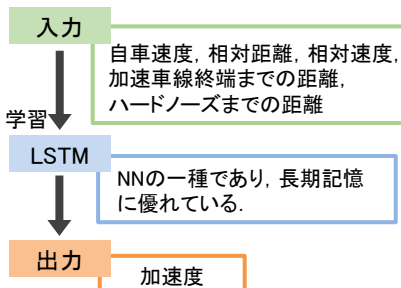 入力
自車速度, 相対距離, 相対速度,
加速車線終端までの距離,
ハードノーズまでの距離
学習
LSTM
NNの一種であり, 長期記憶
に優れている.
出力
加速度